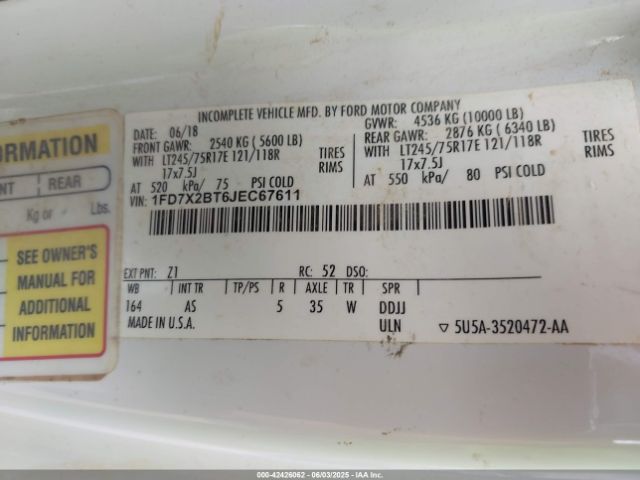 INCOMPLETE VEHICLE MFD. BY FORD MOTOR COMPANY
DATE: 06/18 GVWR: 4536 KG (10000 LB)
FRONT GAWR: 2540 KG ( 5600 LB) REAR GAWR: 2876 KG ( 6340 LB)
WITH LT245/75R17E 121/118R TIRES WITH LT245/75R17E 121/118R TIRES
17x7.5J RIMS 17x7.5J RIMS
AT 520 kPa/ 75 PSI COLD AT 550 kPa/ 80 PSI COLD
VIN: 1FD7X2BT6JEC67611
EXT PNT: Z1 RC: 52 DSO:
WB INT TR TP/PS R AXLE TR SPR
164 AS 5 35 W DDJJ
MADE IN U.S.A. ULN ▽ 5U5A-3520472-AA
ORMATION
NT REAR
Kg or Lbs.
SEE OWNER'S
MANUAL FOR
ADDITIONAL
INFORMATION
000-42426062 - 06/03/2025 - IAA Inc.